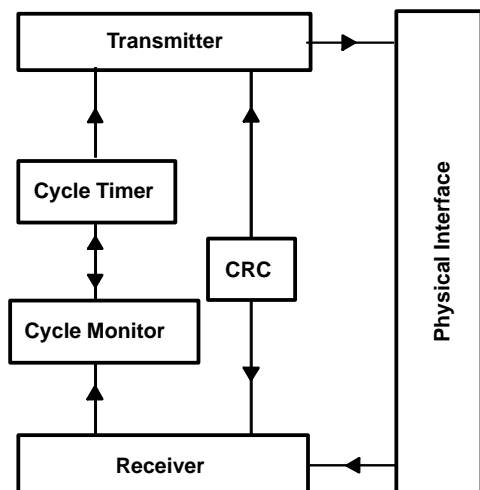 Transmitter
Cycle Timer
CRC
Cycle Monitor
Receiver
Physical Interface